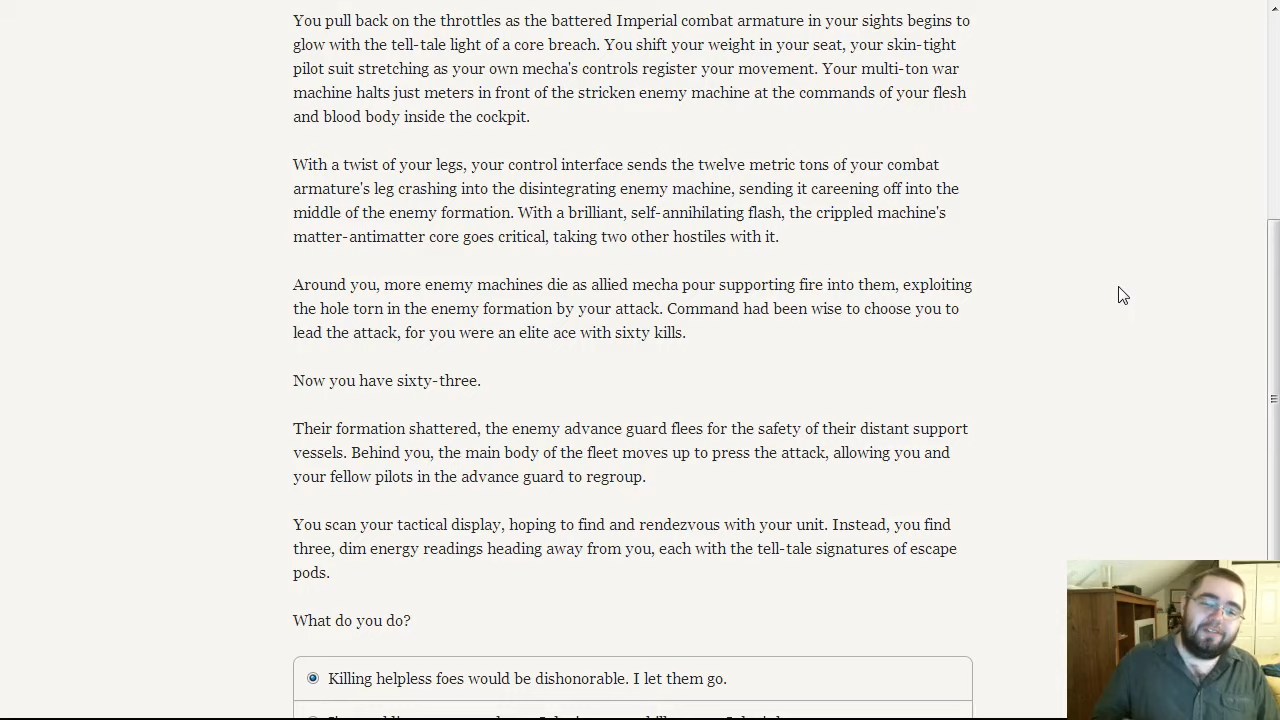 You pull back on the throttles as the battered Imperial combat armature in your sights begins to
glow with the tell-tale light of a core breach. You shift your weight in your seat, your skin-tight
pilot suit stretching as your own mecha's controls register your movement. Your multi-ton war
machine halts just meters in front of the stricken enemy machine at the commands of your flesh
and blood body inside the cockpit.
With a twist of your legs, your control interface sends the twelve metric tons of your combat
armature's leg crashing into the disintegrating enemy machine, sending it careening off into the
middle of the enemy formation. With a brilliant, self-annihilating flash, the crippled machine's
matter-antimatter core goes critical, taking two other hostiles with it.
Around you, more enemy machines die as allied mecha pour supporting fire into them, exploiting
the hole torn in the enemy formation by your attack. Command had been wise to choose you to
lead the attack, for you were an elite ace with sixty kills.
Now you have sixty-three.
Their formation shattered, the enemy advance guard flees for the safety of their distant support
vessels. Behind you, the main body of the fleet moves up to press the attack, allowing you and
your fellow pilots in the advance guard to regroup.
You scan your tactical display, hoping to find and rendezvous with your unit. Instead, you find
three, dim energy readings heading away from you, each with the tell-tale signatures of escape
pods.
What do you do?
Killing helpless foes would be dishonorable. I let them go.